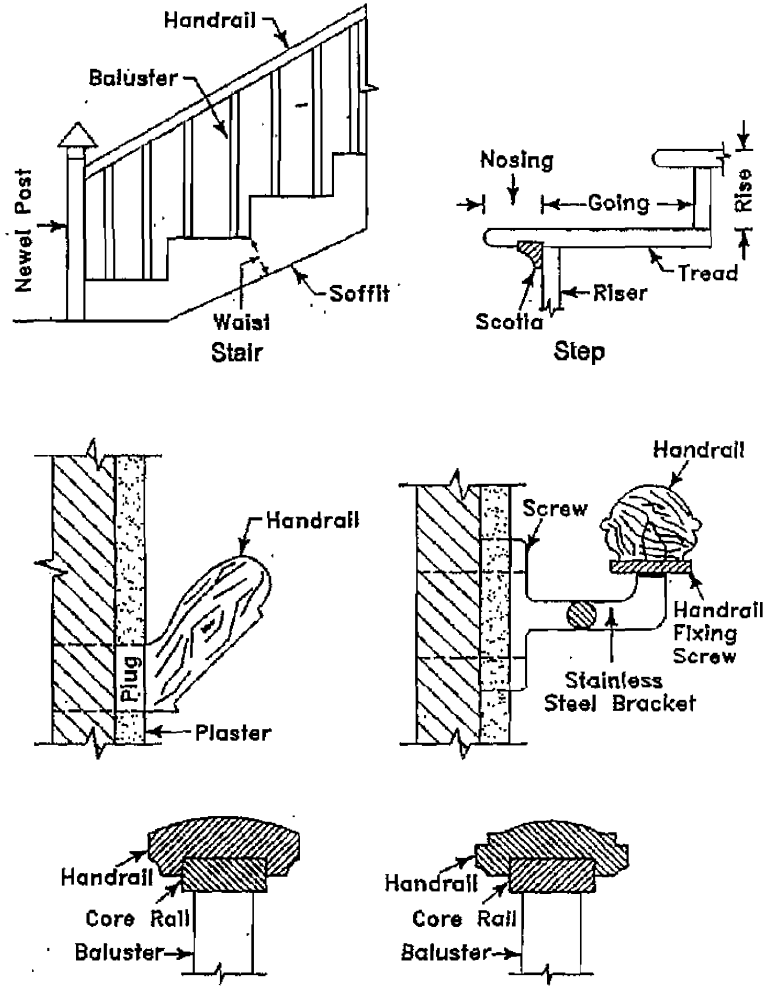 Handrail
Baluster
Newel Post
Soffit
Waist
Stair
Nosing
Going
Rise
Tread
Riser
Scotia
Step
Handrail
Plug
Plaster
Handrail
Screw
Handrail
Fixing
Screw
Stainless
Steel Bracket
Handrail
Core Rail
Baluster
Handrail
Core Rail
Baluster